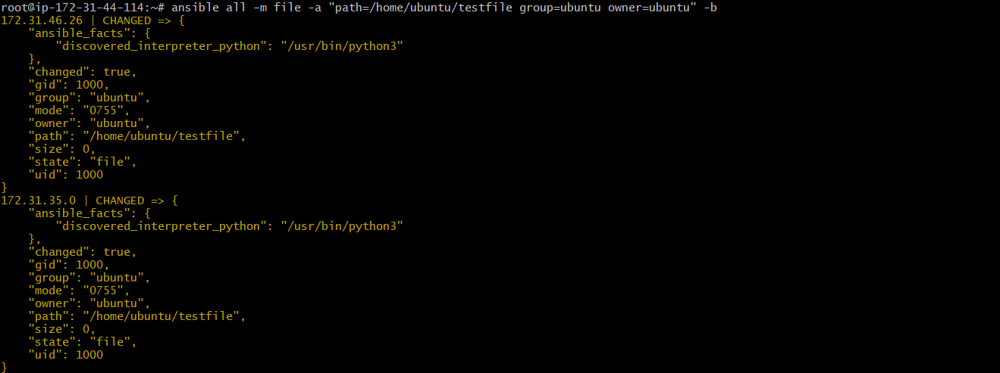 root@ip-172-31-44-114:~# ansible all -m file -a "path=/home/ubuntu/testfile group=ubuntu owner=ubuntu" -b
172.31.46.26 | CHANGED => {
    "ansible_facts": {
        "discovered_interpreter_python": "/usr/bin/python3"
    },
    "changed": true,
    "gid": 1000,
    "group": "ubuntu",
    "mode": "0755",
    "owner": "ubuntu",
    "path": "/home/ubuntu/testfile",
    "size": 0,
    "state": "file",
    "uid": 1000
}
172.31.35.0 | CHANGED => {
    "ansible_facts": {
        "discovered_interpreter_python": "/usr/bin/python3"
    },
    "changed": true,
    "gid": 1000,
    "group": "ubuntu",
    "mode": "0755",
    "owner": "ubuntu",
    "path": "/home/ubuntu/testfile",
    "size": 0,
    "state": "file",
    "uid": 1000
}